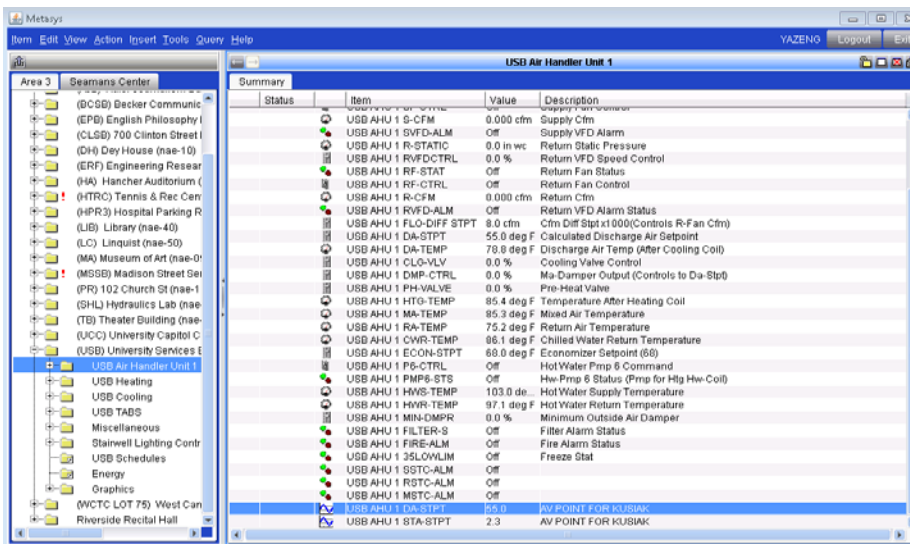 Metasys
Item Edit View Action Insert Tools Query Help
YAZENG Logout Exit
USB Air Handler Unit 1
Area 3 Seamans Center
Summary
Status Item Value Description
(BCSB) Becker Communic
(EPB) English Philosophy
(CLSB) 700 Clinton Street
(DH) Dey House (nae-10)
(ERF) Engineering Resear
(HA) Hancher Auditorium (
(HTRC) Tennis & Rec Cen
(HPR3) Hospital Parking R
(LIB) Library (nae-40)
(LC) Linquist (nae-50)
(MA) Museum of Art (nae-0
(MSSB) Madison Street Ser
(PR) 102 Church St (nae-1
(SHL) Hydraulics Lab (nae-
(TB) Theater Building (nae-
(UCC) University Capitol C
(USB) University Services E
USB Air Handler Unit 1
USB Heating
USB Cooling
USB TABS
Miscellaneous
Stairwell Lighting Contr
USB Schedules
Energy
Graphics
(WCTC LOT 75) West Cam
Riverside Recital Hall
Supply Fan Control
USB AHU 1 S-CFM 0.000 cfm Supply Cfm
USB AHU 1 SVFD-ALM Off Supply VFD Alarm
USB AHU 1 R-STATIC 0.0 in wc Return Static Pressure
USB AHU 1 RVFDCTRL 0.0 % Return VFD Speed Control
USB AHU 1 RF-STAT Off Return Fan Status
USB AHU 1 RF-CTRL Off Return Fan Control
USB AHU 1 R-CFM 0.000 cfm Return Cfm
USB AHU 1 RVFD-ALM Off Return VFD Alarm Status
USB AHU 1 FLO-DIFF STPT 8.0 cfm Cfm Diff Stpt x1000(Controls R-Fan Cfm)
USB AHU 1 DA-STPT 55.0 deg F Calculated Discharge Air Setpoint
USB AHU 1 DA-TEMP 78.8 deg F Discharge Air Temp (After Cooling Coil)
USB AHU 1 CLG-VLV 0.0 % Cooling Valve Control
USB AHU 1 DMP-CTRL 0.0 % Ma-Damper Output (Controls to Da-Stpt)
USB AHU 1 PH-VALVE 0.0 % Pre-Heat Valve
USB AHU 1 HTG-TEMP 85.4 deg F Temperature After Heating Coil
USB AHU 1 MA-TEMP 85.3 deg F Mixed Air Temperature
USB AHU 1 RA-TEMP 75.2 deg F Return Air Temperature
USB AHU 1 CWR-TEMP 86.1 deg F Chilled Water Return Temperature
USB AHU 1 ECON-STPT 68.0 deg F Economizer Setpoint (68)
USB AHU 1 P6-CTRL Off Hot Water Pmp 6 Command
USB AHU 1 PMP6-STS Off Hw-Pmp 6 Status (Pmp for Htg Hw-Coil)
USB AHU 1 HWS-TEMP 103.0 de... Hot Water Supply Temperature
USB AHU 1 HWR-TEMP 97.1 deg F Hot Water Return Temperature
USB AHU 1 MIN-DMPR 0.0 % Minimum Outside Air Damper
USB AHU 1 FILTER-S Off Filter Alarm Status
USB AHU 1 FIRE-ALM Off Fire Alarm Status
USB AHU 1 35LOWLIM Off Freeze Stat
USB AHU 1 SSTC-ALM Off
USB AHU 1 RSTC-ALM Off
USB AHU 1 MSTC-ALM Off
USB AHU 1 DA-STPT 55.0 AV POINT FOR KUSIAK
USB AHU 1 STA-STPT 2.3 AV POINT FOR KUSIAK